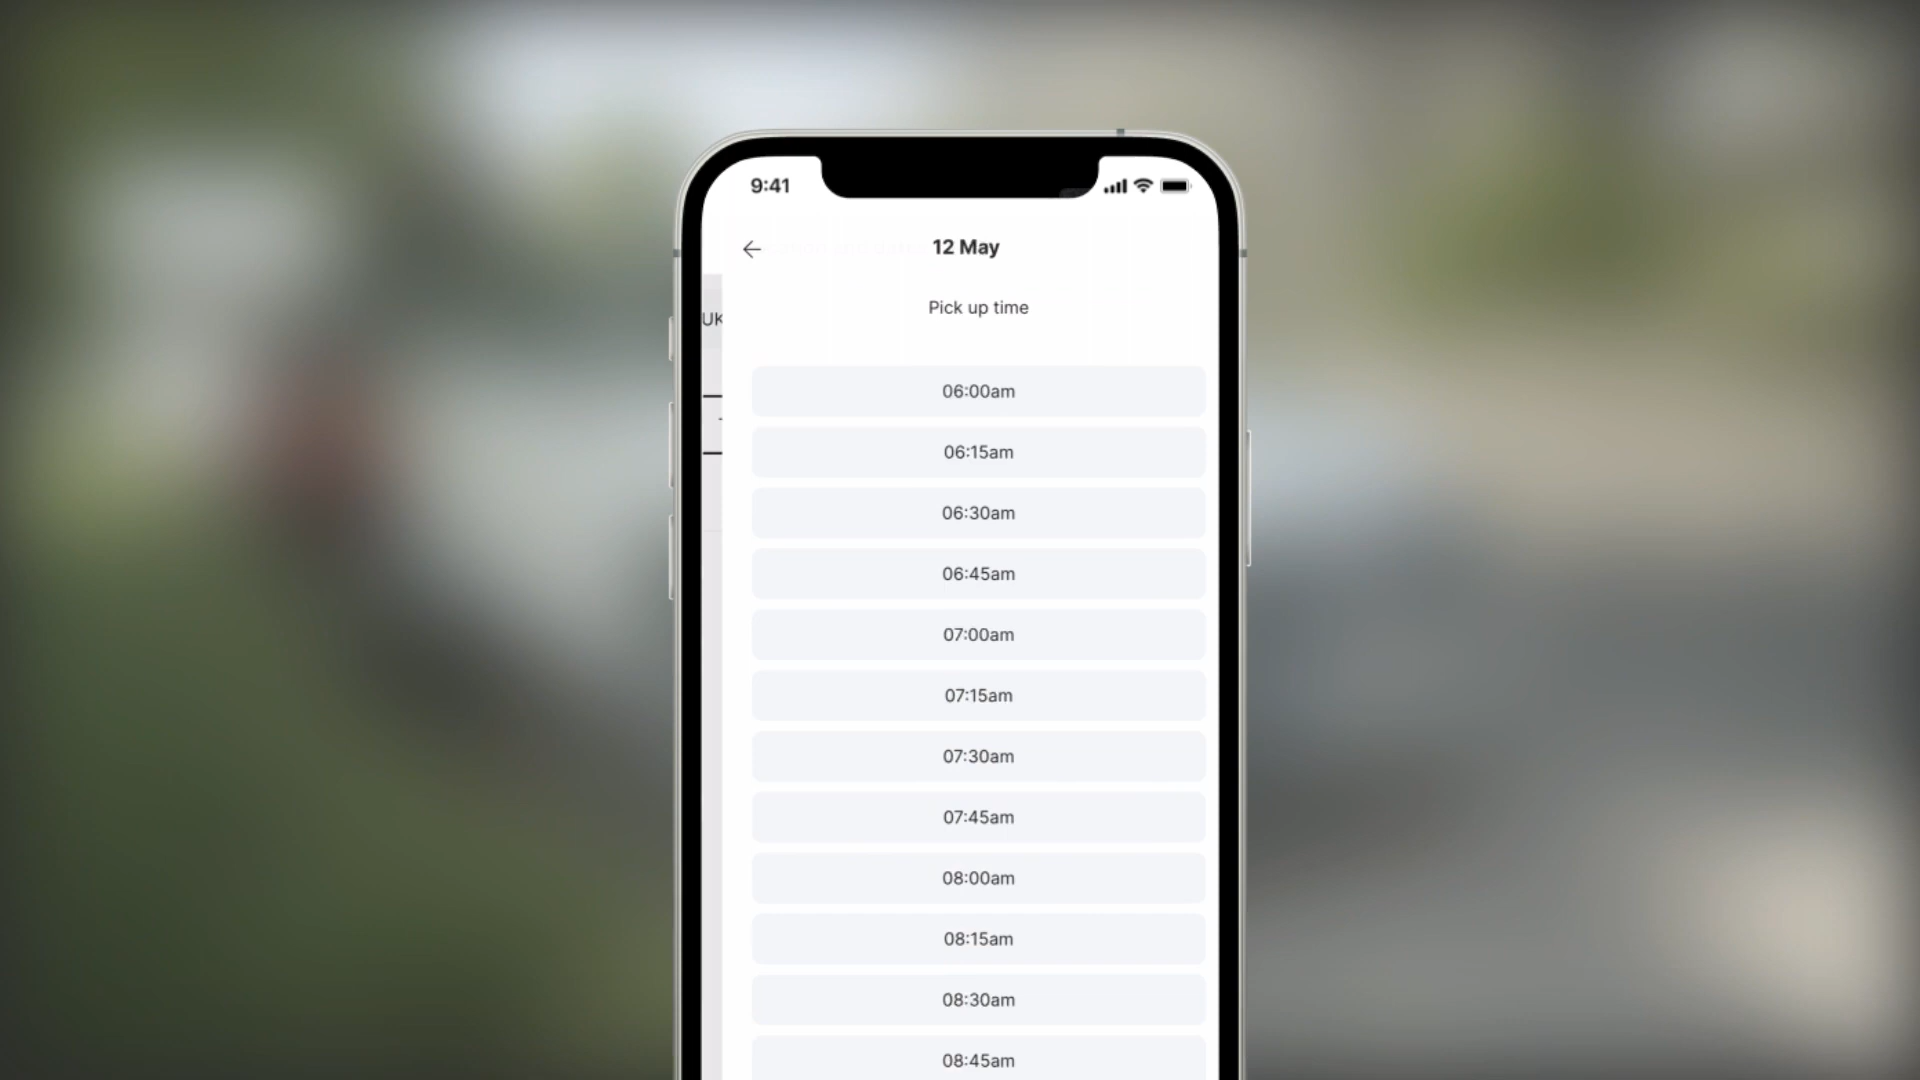 9:41
12 May
Pick up time
UK
06:00am
06:15am
06:30am
06:45am
07:00am
07:15am
07:30am
07:45am
08:00am
08:15am
08:30am
08:45am